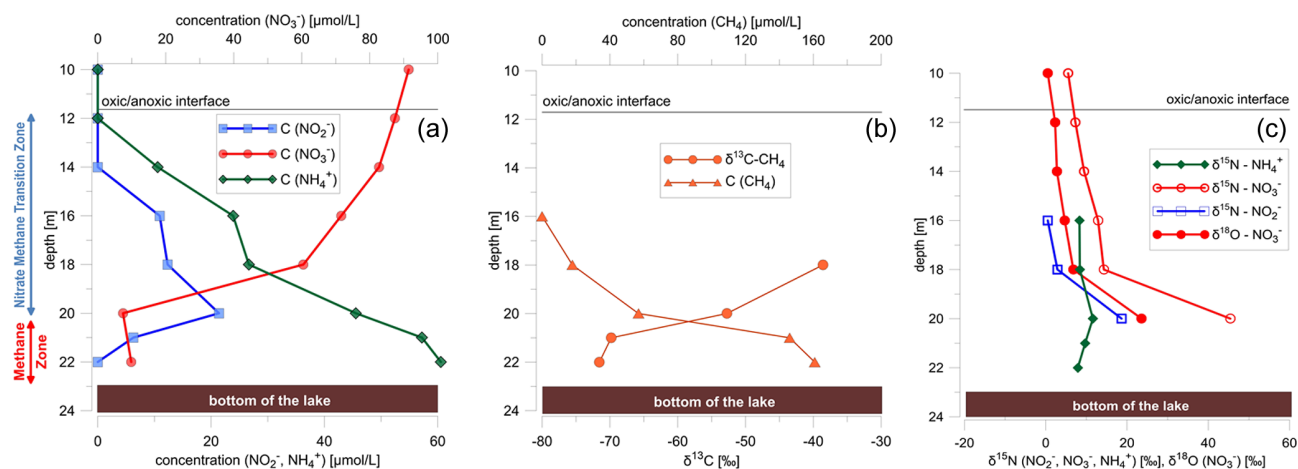 concentration (NO₃⁻) [µmol/L]
0 20 40 60 80 100
10
12
14
16
18
20
22
24
depth [m]
oxic/anoxic interface
(a)
C (NO₂⁻)
C (NO₃⁻)
C (NH₄⁺)
Nitrate Methane Transition Zone
Methane
Zone
bottom of the lake
0 20 40 60
concentration (NO₂⁻, NH₄⁺) [µmol/L]
concentration (CH₄) [µmol/L]
0 40 80 120 160 200
10
12
14
16
18
20
22
24
depth [m]
oxic/anoxic interface
(b)
δ¹³C-CH₄
C (CH₄)
bottom of the lake
-80 -70 -60 -50 -40 -30
δ¹³C [‰]
10
12
14
16
18
20
22
24
depth [m]
oxic/anoxic interface
(c)
δ¹⁵N - NH₄⁺
δ¹⁵N - NO₃⁻
δ¹⁵N - NO₂⁻
δ¹⁸O - NO₃⁻
bottom of the lake
-20 0 20 40 60
δ¹⁵N (NO₂⁻, NO₃⁻, NH₄⁺) [‰], δ¹⁸O (NO₃⁻) [‰]